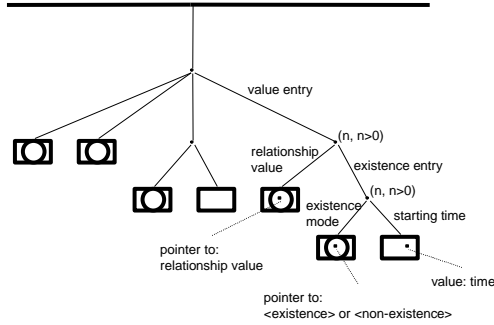 value entry
(n, n>0)
relationship
value
existence entry
(n, n>0)
existence
mode
starting time
pointer to:
relationship value
value: time
pointer to:
<existence> or <non-existence>